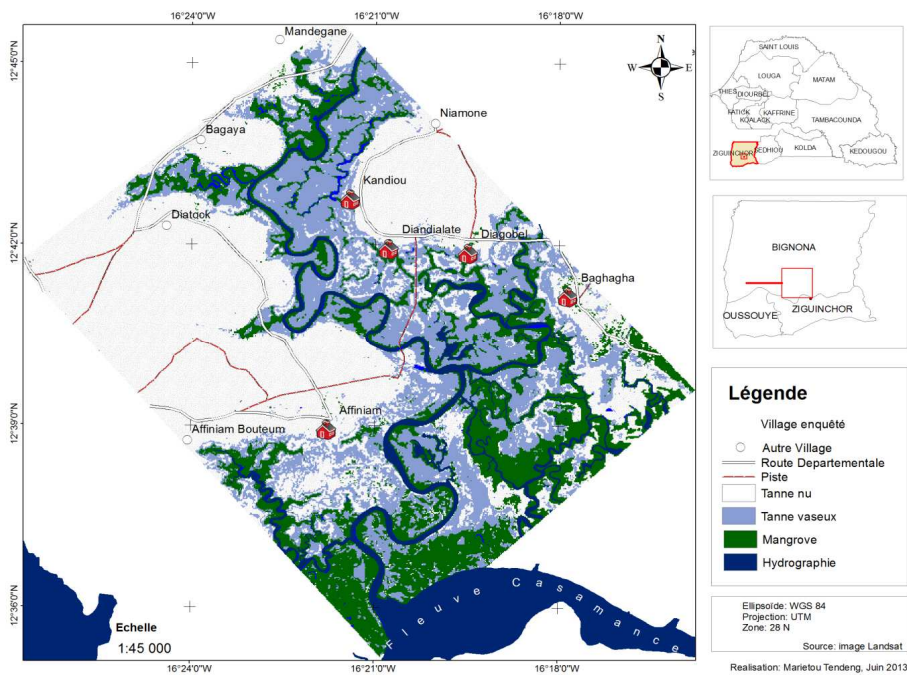 16°24'0"W
16°21'0"W
16°18'0"W
12°45'0"N
12°42'0"N
12°39'0"N
12°36'0"N
Mandegane
N
W E
S
Niamone
Bagaya
Kandiou
Diatock
Diandialate
Diagobel
Baghagha
Affiniam
Affiniam Bouteum
Fleuve Casamance
Echelle
1:45 000
16°24'0"W
16°21'0"W
16°18'0"W
SAINT LOUIS
LOUGA
MATAM
THIES
DIOURBEL
FATICK
KAFFRINE
KOALACK
TAMBACOUNDA
ZIGUINCHOR
SEDHIOU
KOLDA
KEDOUGOU
BIGNONA
OUSSOUYE
ZIGUINCHOR
Légende
Village enquêté
Autre Village
Route Departementale
Piste
Tanne nu
Tanne vaseux
Mangrove
Hydrographie
Ellipsoïde: WGS 84
Projection: UTM
Zone: 28 N
Source: image Landsat
Realisation: Marietou Tendeng, Juin 2013